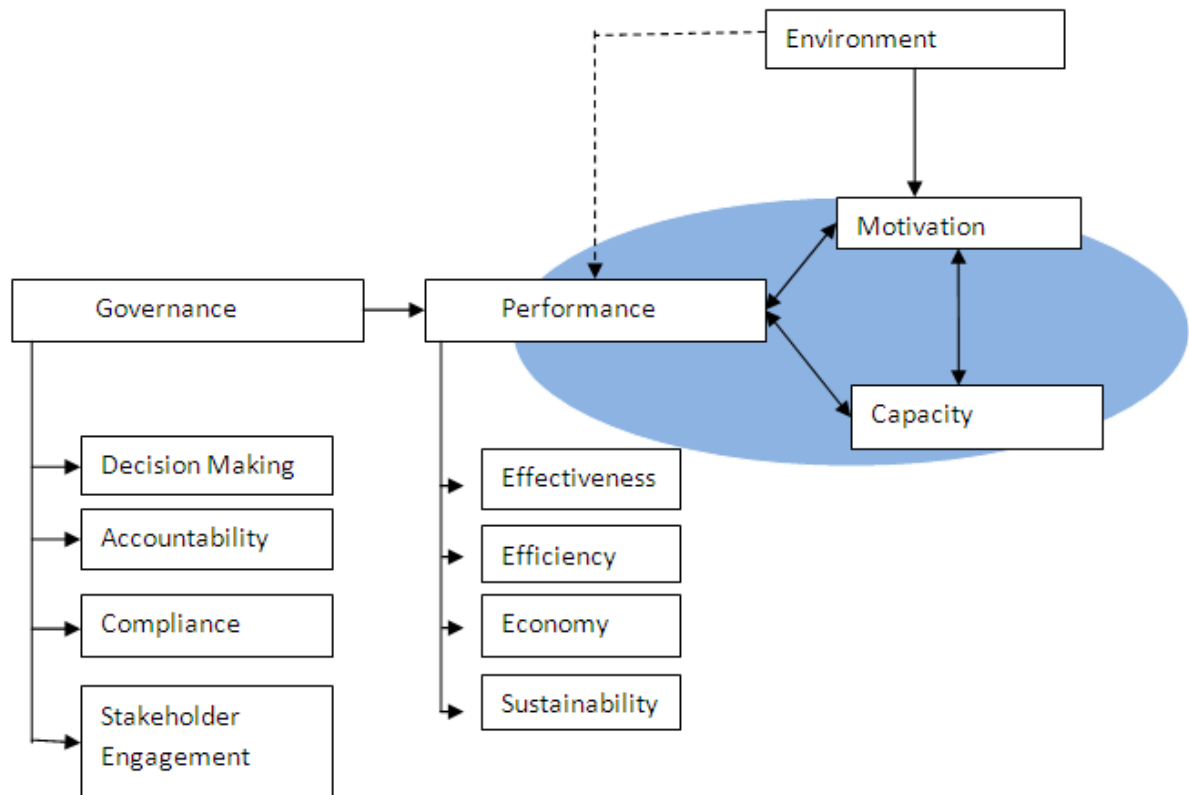 Environment
Motivation
Governance
Performance
Capacity
Decision Making
Accountability
Compliance
Stakeholder
Engagement
Effectiveness
Efficiency
Economy
Sustainability